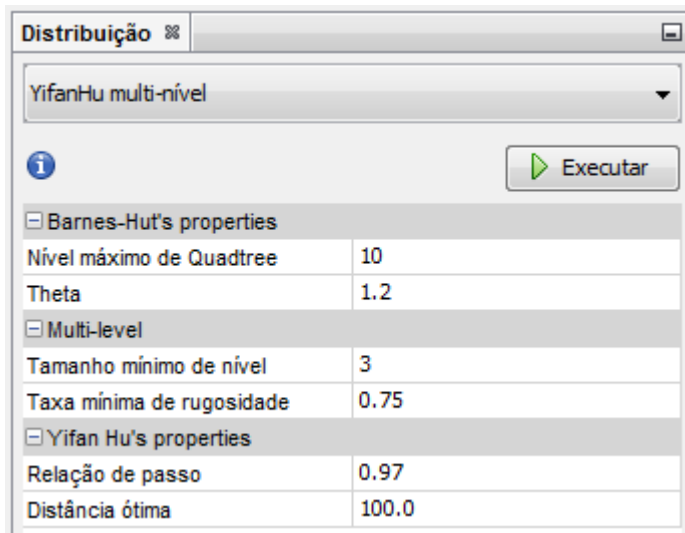 Distribuição
YifanHu multi-nível
Executar
Barnes-Hut's properties
Nível máximo de Quadtree 10
Theta 1.2
Multi-level
Tamanho mínimo de nível 3
Taxa mínima de rugosidade 0.75
Yifan Hu's properties
Relação de passo 0.97
Distância ótima 100.0